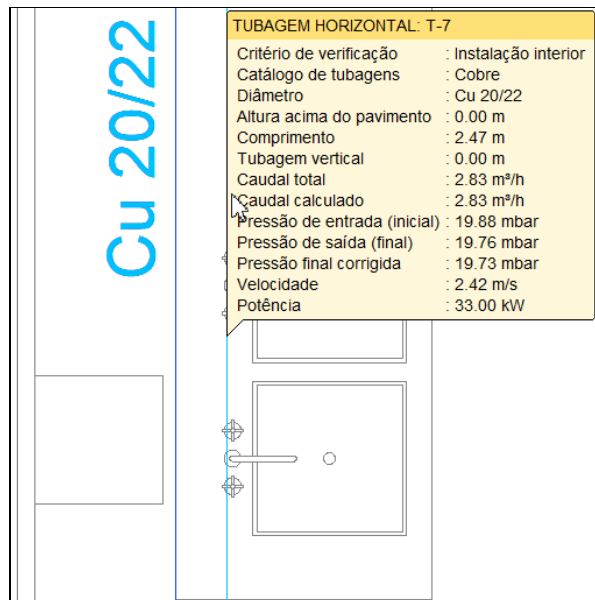 Cu 20/22
TUBAGEM HORIZONTAL: T-7
Critério de verificação : Instalação interior
Catálogo de tubagens : Cobre
Diâmetro : Cu 20/22
Altura acima do pavimento : 0.00 m
Comprimento : 2.47 m
Tubagem vertical : 0.00 m
Caudal total : 2.83 m³/h
Caudal calculado : 2.83 m³/h
Pressão de entrada (inicial) : 19.88 mbar
Pressão de saída (final) : 19.76 mbar
Pressão final corrigida : 19.73 mbar
Velocidade : 2.42 m/s
Potência : 33.00 kW